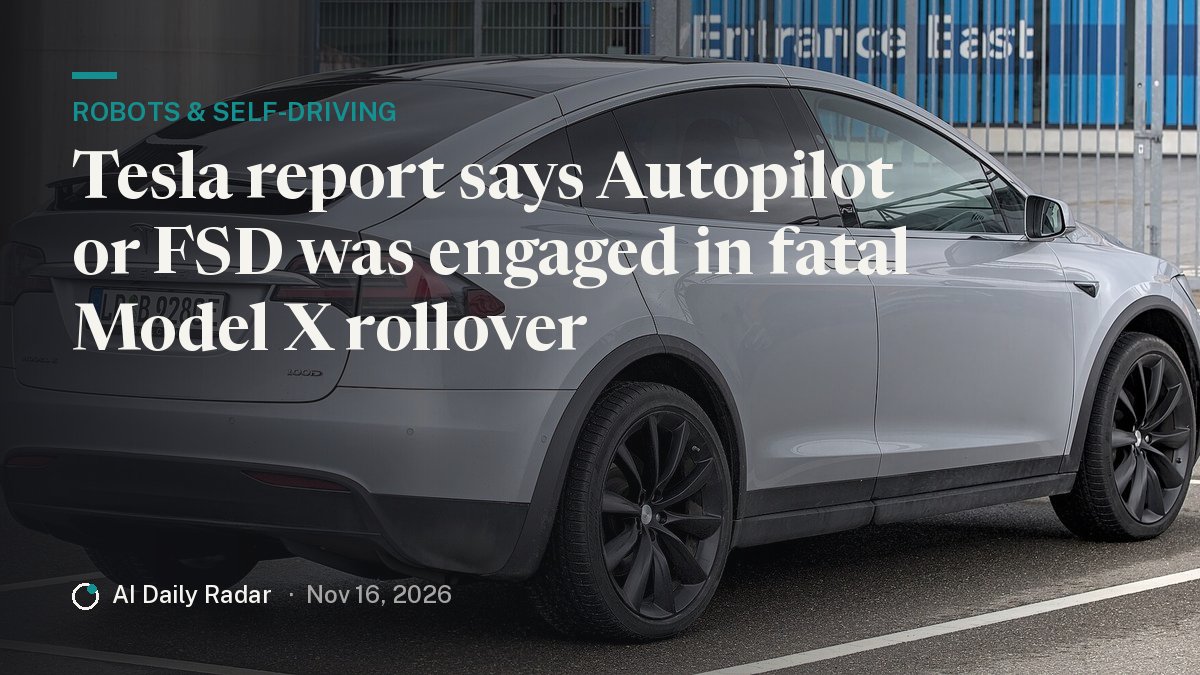 Entrance East
ROBOTS & SELF-DRIVING
Tesla report says Autopilot
or FSD was engaged in fatal
Model X rollover
100D
AI Daily Radar · Nov 16, 2026